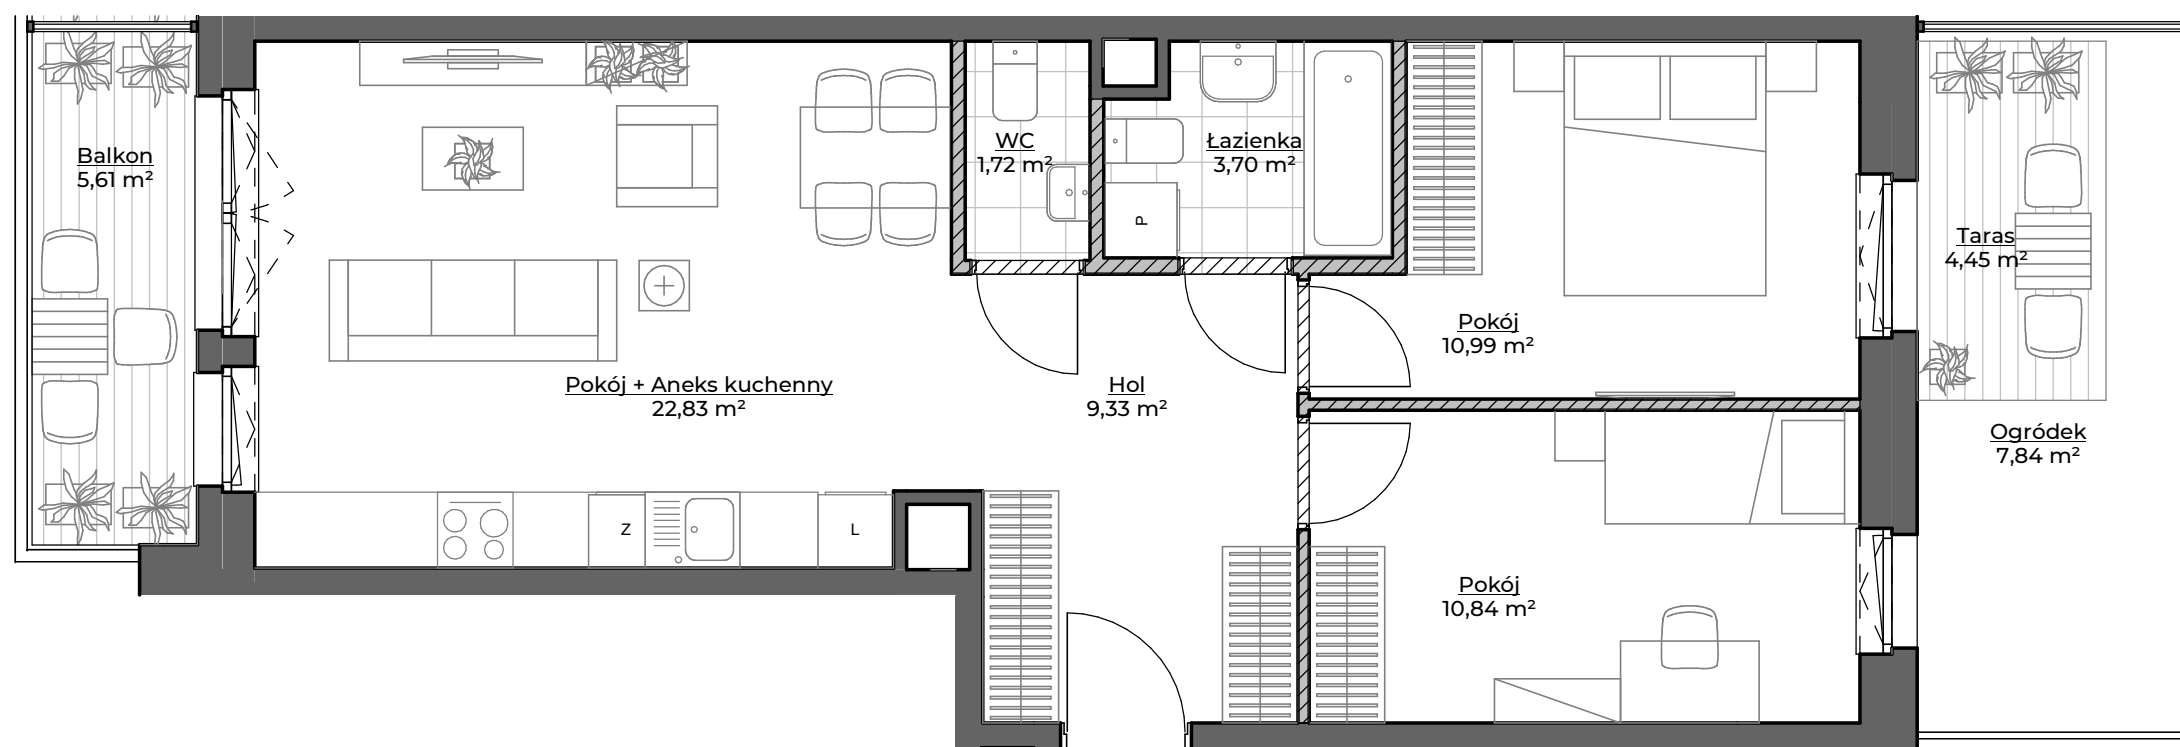 Balkon
5,61 m²
WC
1,72 m²
Łazienka
3,70 m²
P
Taras
4,45 m²
Pokój
10,99 m²
Pokój + Aneks kuchenny
22,83 m²
Hol
9,33 m²
Ogródek
7,84 m²
Z
L
Pokój
10,84 m²